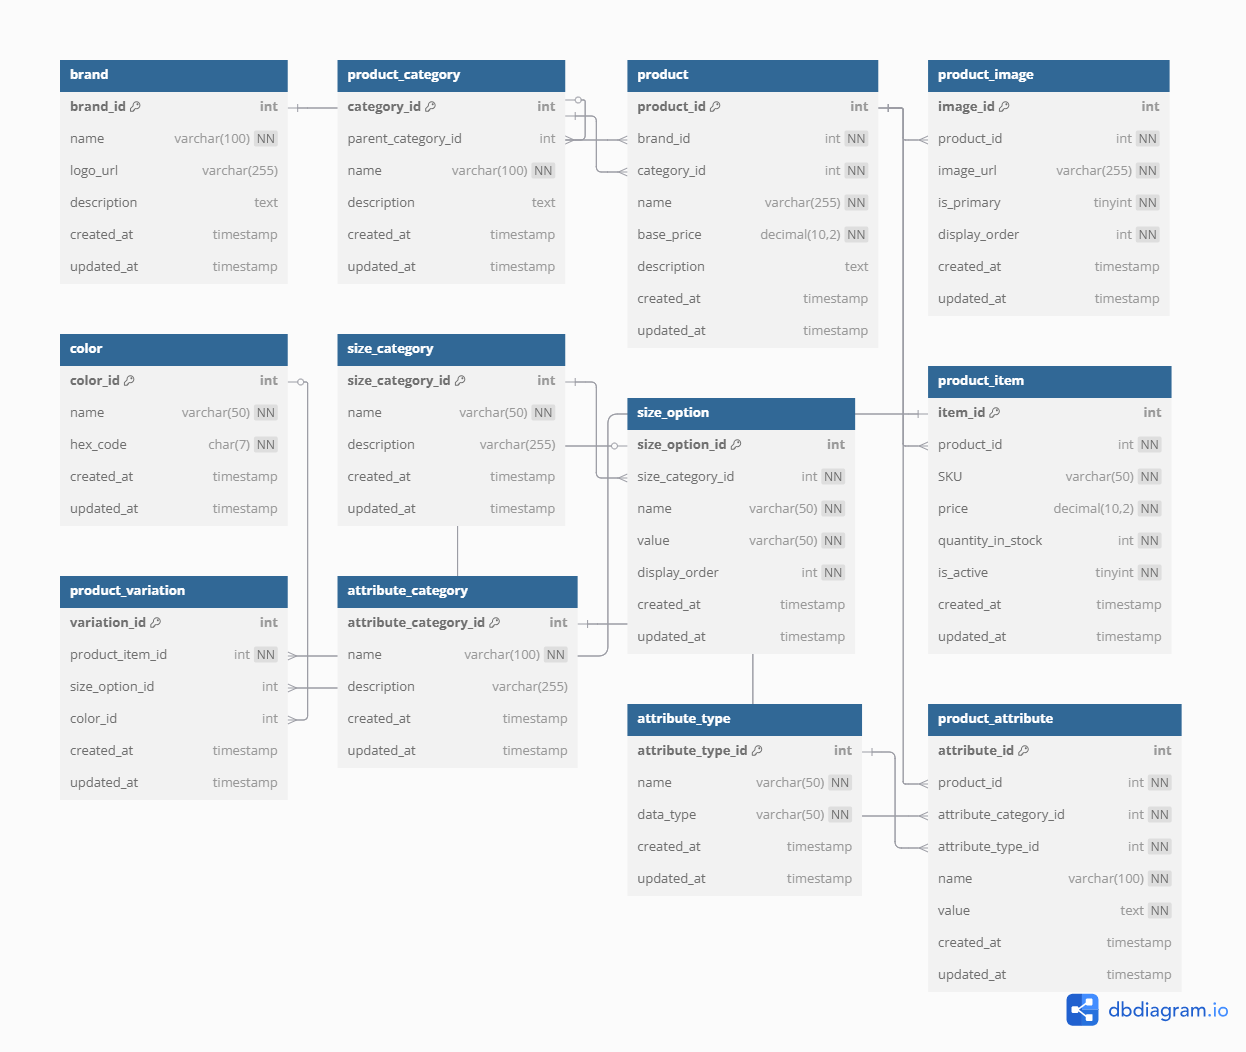 brand
brand_id int
name varchar(100) NN
logo_url varchar(255)
description text
created_at timestamp
updated_at timestamp
product_category
category_id int
parent_category_id int
name varchar(100) NN
description text
created_at timestamp
updated_at timestamp
product
product_id int
brand_id int NN
category_id int NN
name varchar(255) NN
base_price decimal(10,2) NN
description text
created_at timestamp
updated_at timestamp
product_image
image_id int
product_id int NN
image_url varchar(255) NN
is_primary tinyint NN
display_order int NN
created_at timestamp
updated_at timestamp
color
color_id int
name varchar(50) NN
hex_code char(7) NN
created_at timestamp
updated_at timestamp
size_category
size_category_id int
name varchar(50) NN
description varchar(255)
created_at timestamp
updated_at timestamp
size_option
size_option_id int
size_category_id int NN
name varchar(50) NN
value varchar(50) NN
display_order int NN
created_at timestamp
updated_at timestamp
product_item
item_id int
product_id int NN
SKU varchar(50) NN
price decimal(10,2) NN
quantity_in_stock int NN
is_active tinyint NN
created_at timestamp
updated_at timestamp
product_variation
variation_id int
product_item_id int NN
size_option_id int
color_id int
created_at timestamp
updated_at timestamp
attribute_category
attribute_category_id int
name varchar(100) NN
description varchar(255)
created_at timestamp
updated_at timestamp
attribute_type
attribute_type_id int
name varchar(50) NN
data_type varchar(50) NN
created_at timestamp
updated_at timestamp
product_attribute
attribute_id int
product_id int NN
attribute_category_id int NN
attribute_type_id int NN
name varchar(100) NN
value text NN
created_at timestamp
updated_at timestamp
dbdiagram.io